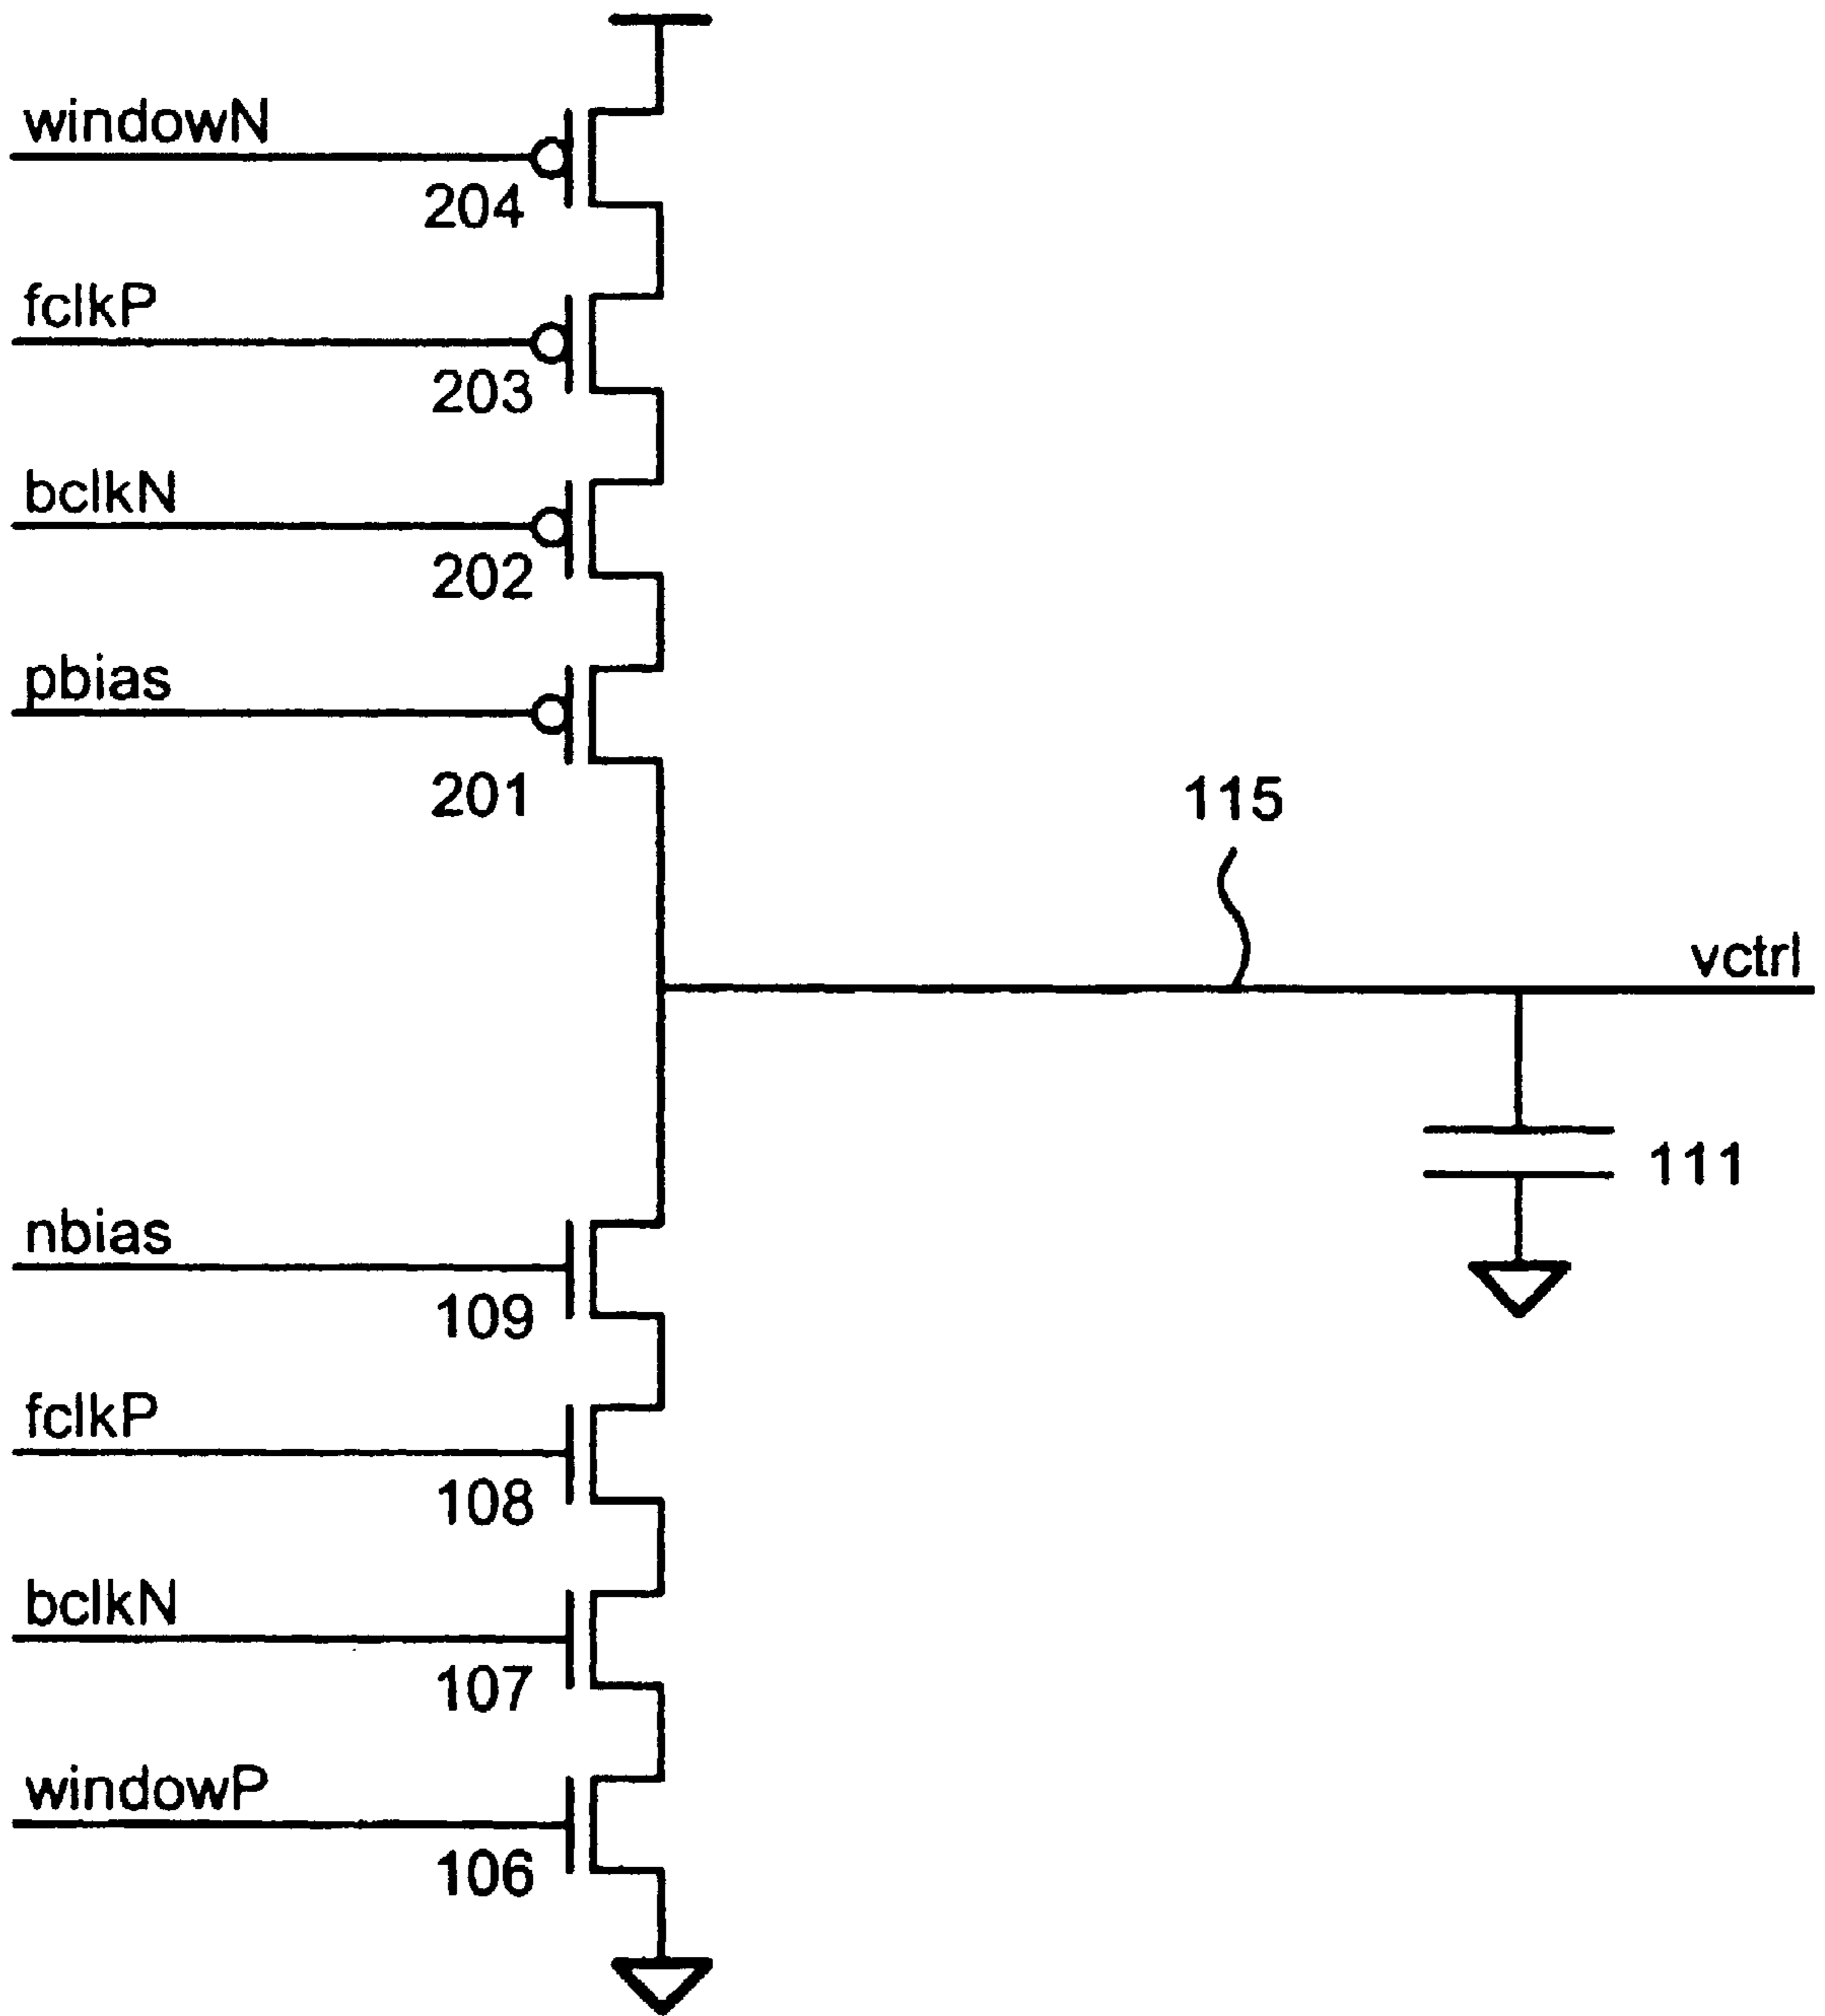 windowN
204
fclkP
203
bclkN
202
pbias
201
115
vctrl
111
nbias
109
fclkP
108
bclkN
107
windowP
106